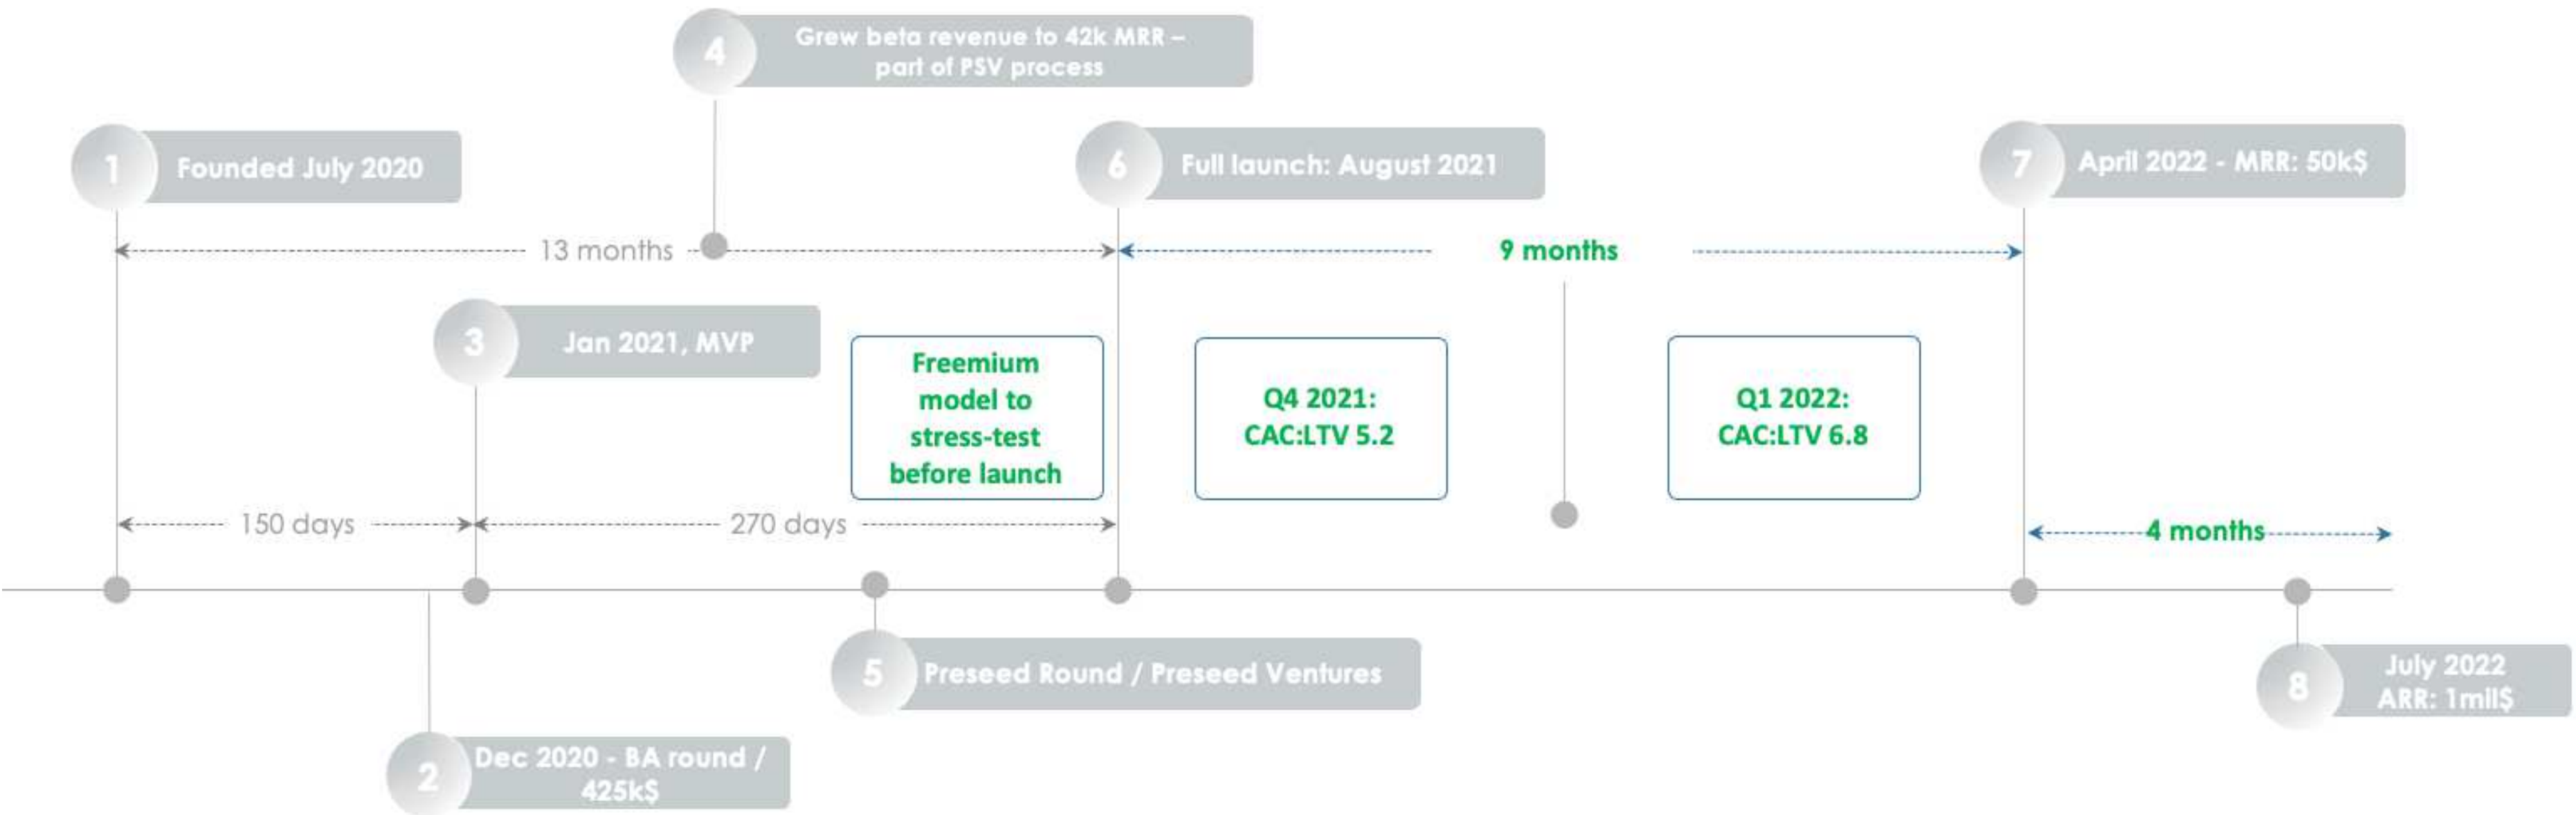 4
Grew beta revenue to 42k MRR –
part of PSV process
1
Founded July 2020
6
Full launch: August 2021
7
April 2022 - MRR: 50k$
13 months
9 months
3
Jan 2021, MVP
Freemium
model to
stress-test
before launch
Q4 2021:
CAC:LTV 5.2
Q1 2022:
CAC:LTV 6.8
150 days
270 days
4 months
5
Preseed Round / Preseed Ventures
8
July 2022
ARR: 1mil$
2
Dec 2020 - BA round /
425k$